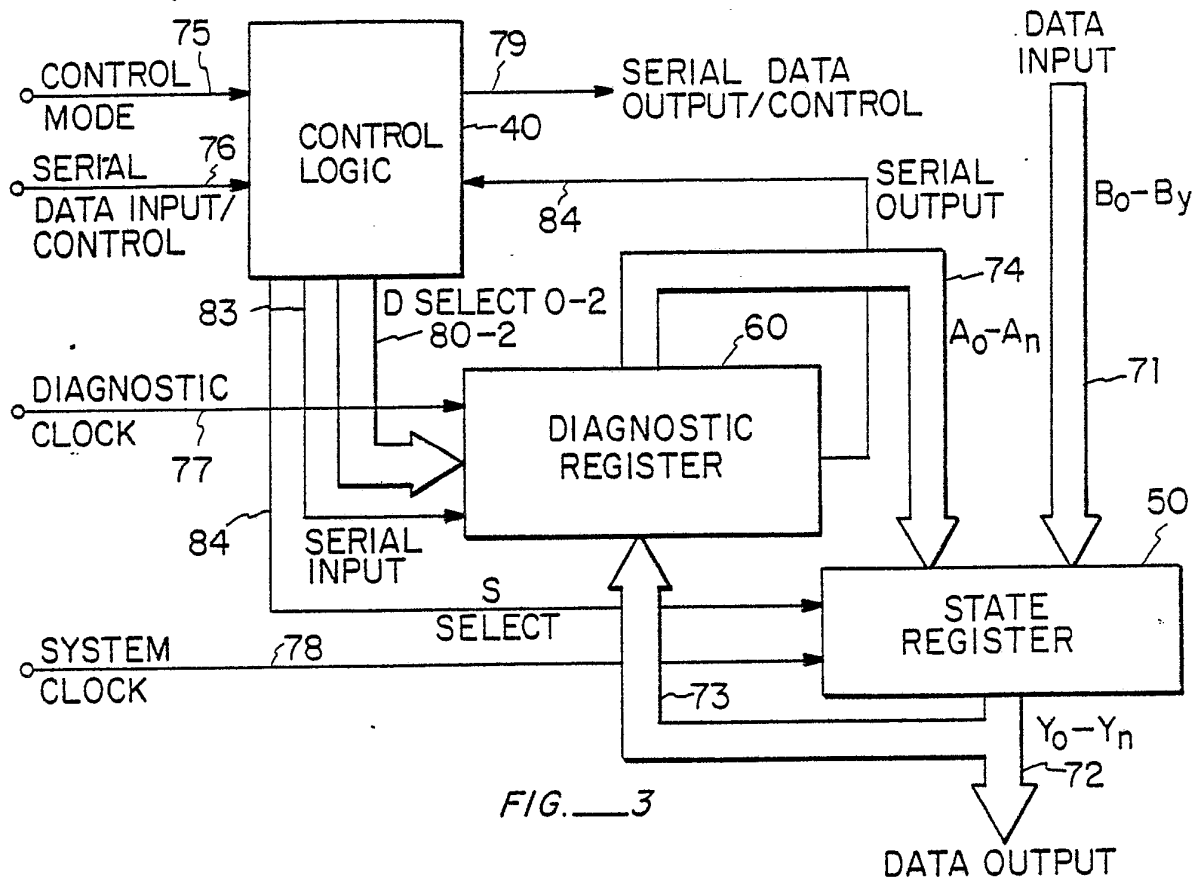 75
CONTROL
MODE
76
SERIAL
DATA INPUT/
CONTROL
CONTROL
LOGIC
79
SERIAL DATA
OUTPUT/CONTROL
40
84
SERIAL
OUTPUT
DATA
INPUT
B₀–By
74
A₀–Aₙ
71
83
D SELECT 0-2
80-2
60
DIAGNOSTIC
CLOCK
77
DIAGNOSTIC
REGISTER
84
SERIAL
INPUT
50
S
SELECT
STATE
REGISTER
SYSTEM
CLOCK
78
73
Y₀–Yₙ
72
FIG.___3
DATA OUTPUT